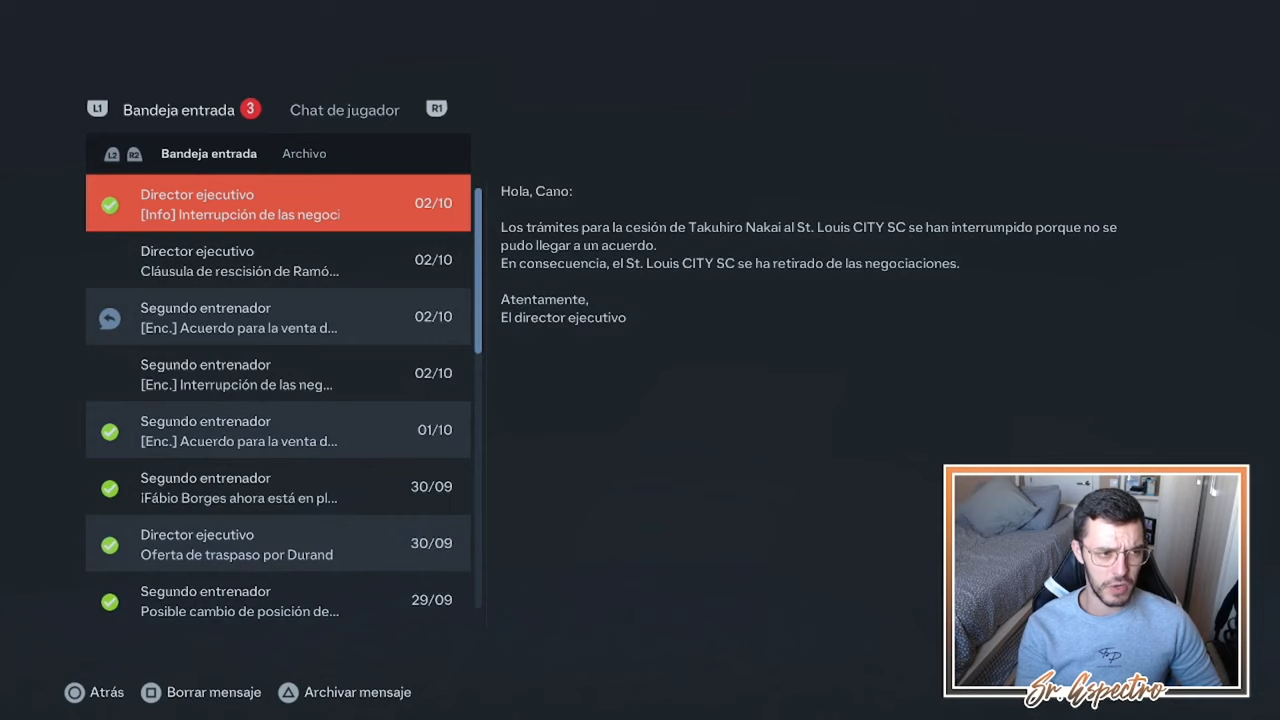 L1 Bandeja entrada 3 Chat de jugador R1
L2 R2 Bandeja entrada Archivo
Director ejecutivo
[Info] Interrupción de las negoci
02/10
Director ejecutivo
Cláusula de rescisión de Ramó...
02/10
Segundo entrenador
[Enc.] Acuerdo para la venta d...
02/10
Segundo entrenador
[Enc.] Interrupción de las neg...
02/10
Segundo entrenador
[Enc.] Acuerdo para la venta d...
01/10
Segundo entrenador
¡Fábio Borges ahora está en pl...
30/09
Director ejecutivo
Oferta de traspaso por Durand
30/09
Segundo entrenador
Posible cambio de posición de...
29/09
Hola, Cano:
Los trámites para la cesión de Takuhiro Nakai al St. Louis CITY SC se han interrumpido porque no se
pudo llegar a un acuerdo.
En consecuencia, el St. Louis CITY SC se ha retirado de las negociaciones.
Atentamente,
El director ejecutivo
Sr. Aspectro
Atrás Borrar mensaje Archivar mensaje